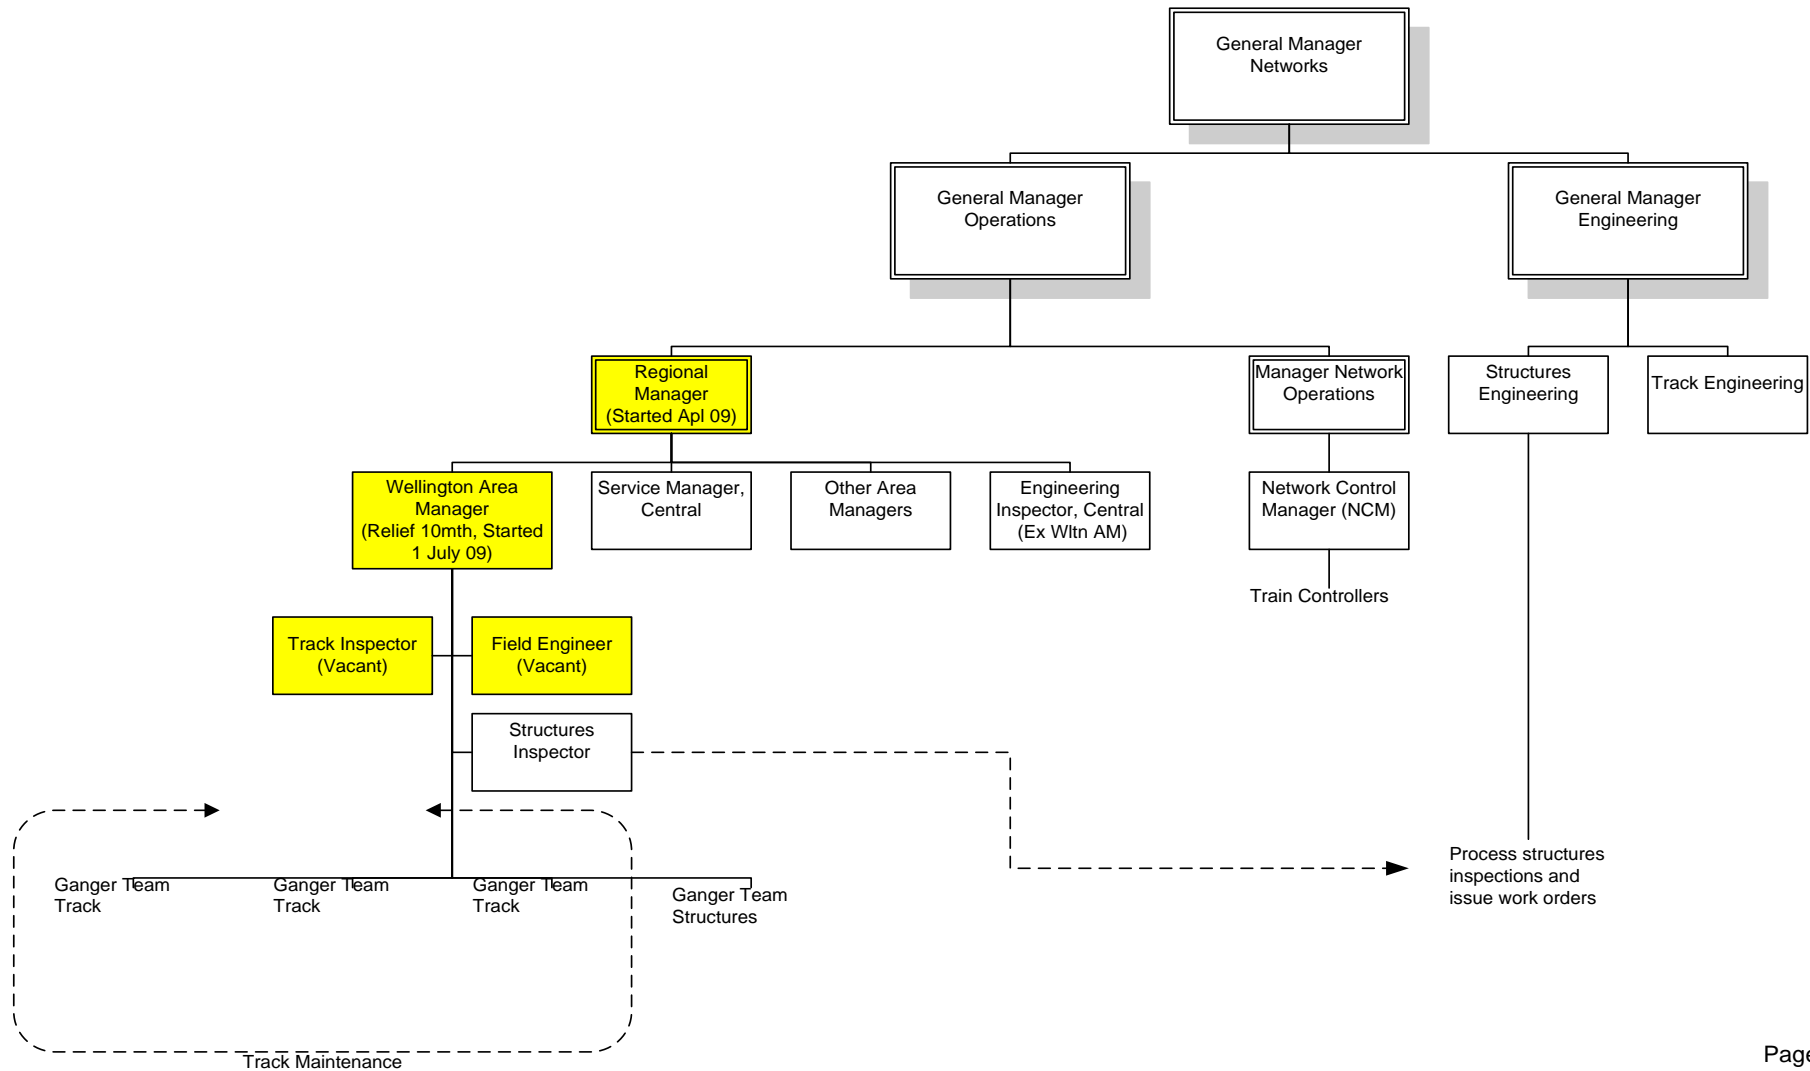 General Manager
Networks
General Manager
Operations
General Manager
Engineering
Regional
Manager
(Started Apl 09)
Manager Network
Operations
Structures
Engineering
Track Engineering
Wellington Area
Manager
(Relief 10mth, Started
1 July 09)
Service Manager,
Central
Other Area
Managers
Engineering
Inspector, Central
(Ex Wltn AM)
Network Control
Manager (NCM)
Train Controllers
Track Inspector
(Vacant)
Field Engineer
(Vacant)
Structures
Inspector
Ganger Team
Track
Ganger Team
Track
Ganger Team
Track
Ganger Team
Structures
Process structures
inspections and
issue work orders
Track Maintenance
Page